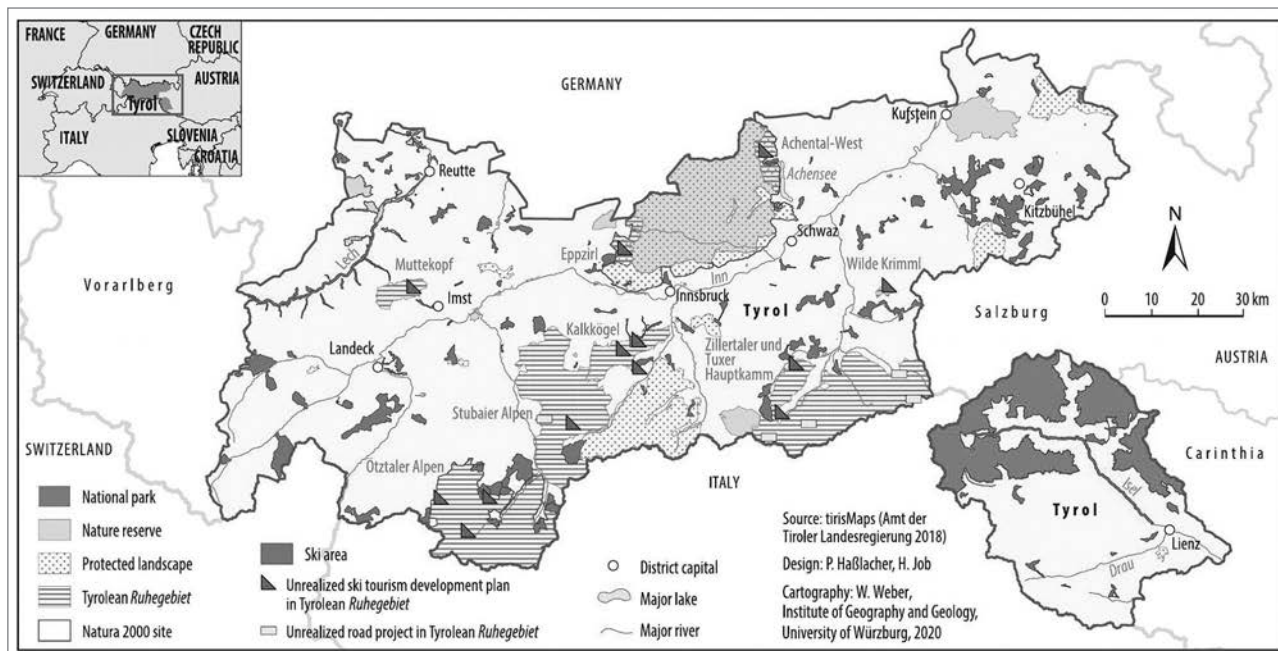 FRANCE
GERMANY
CZECH
REPUBLIC
SWITZERLAND
AUSTRIA
Tyrol
ITALY
SLOVENIA
CROATIA
GERMANY
Kufstein
Achental-West
Achensee
Reutte
Kitzbühel
Schwaz
N
Eppzirl
Lech
Muttekopf
Inn
Wilde Krimml
Vorarlberg
Imst
Innsbruck
Tyrol
0 10 20 30 km
Salzburg
Kalkkögel
Landeck
Zillertaler und
Tuxer
Hauptkamm
AUSTRIA
Stubaier Alpen
SWITZERLAND
Ötztaler Alpen
ITALY
Carinthia
Isel
Tyrol
Lienz
Drau
National park
Nature reserve
Protected landscape
Tyrolean Ruhegebiet
Natura 2000 site
Ski area
Unrealized ski tourism development plan
in Tyrolean Ruhegebiet
Unrealized road project in Tyrolean Ruhegebiet
District capital
Major lake
Major river
Source: tirisMaps (Amt der
Tiroler Landesregierung 2018)
Design: P. Haßlacher, H. Job
Cartography: W. Weber,
Institute of Geography and Geology,
University of Würzburg, 2020